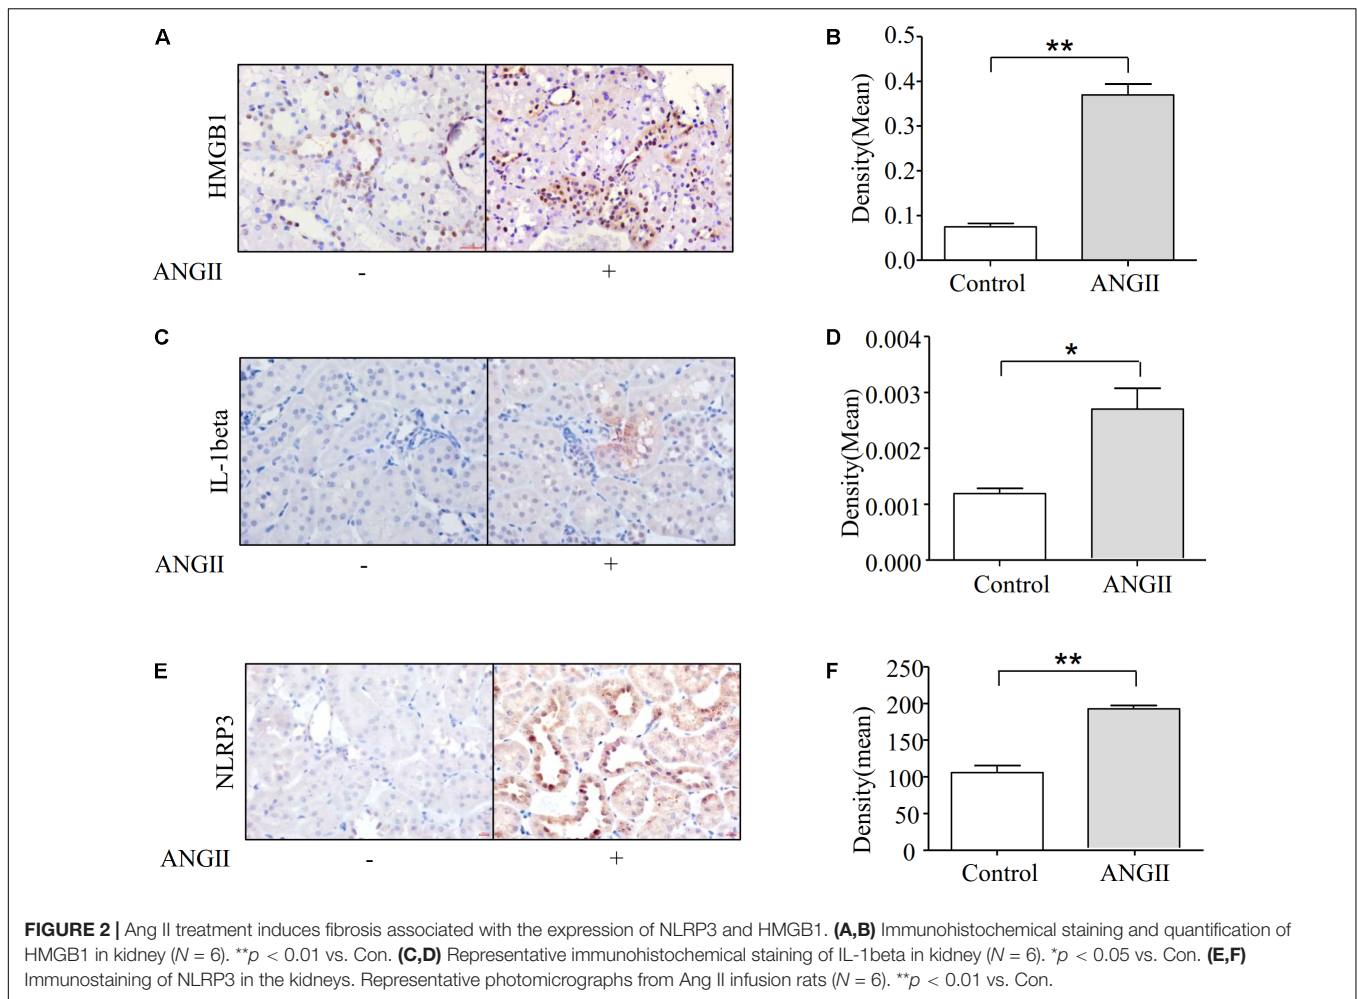 A
HMGB1
ANGII - +
B
**
Density(Mean)
0.5
0.4
0.3
0.2
0.1
0.0
Control ANGII
C
IL-1beta
ANGII - +
D
*
Density(Mean)
0.004
0.003
0.002
0.001
0.000
Control ANGII
E
NLRP3
ANGII - +
F
**
Density(mean)
250
200
150
100
50
0
Control ANGII
FIGURE 2 | Ang II treatment induces fibrosis associated with the expression of NLRP3 and HMGB1. (A,B) Immunohistochemical staining and quantification of
HMGB1 in kidney (N = 6). **p < 0.01 vs. Con. (C,D) Representative immunohistochemical staining of IL-1beta in kidney (N = 6). *p < 0.05 vs. Con. (E,F)
Immunostaining of NLRP3 in the kidneys. Representative photomicrographs from Ang II infusion rats (N = 6). **p < 0.01 vs. Con.